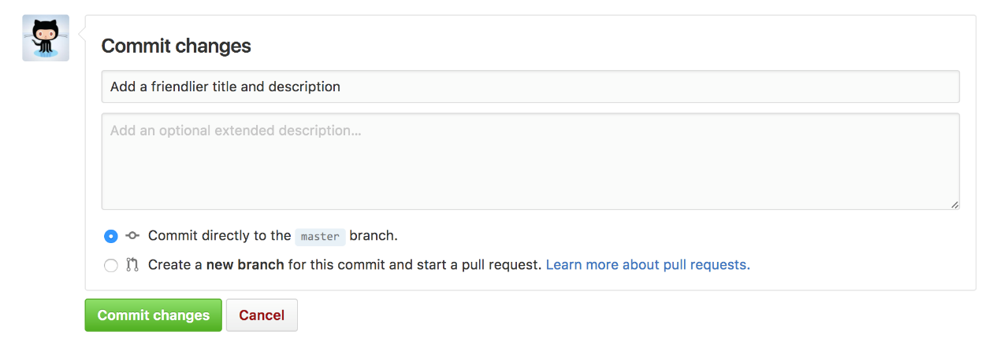 Commit changes
Add a friendlier title and description
Add an optional extended description...
Commit directly to the master branch.
Create a new branch for this commit and start a pull request. Learn more about pull requests.
Commit changes Cancel